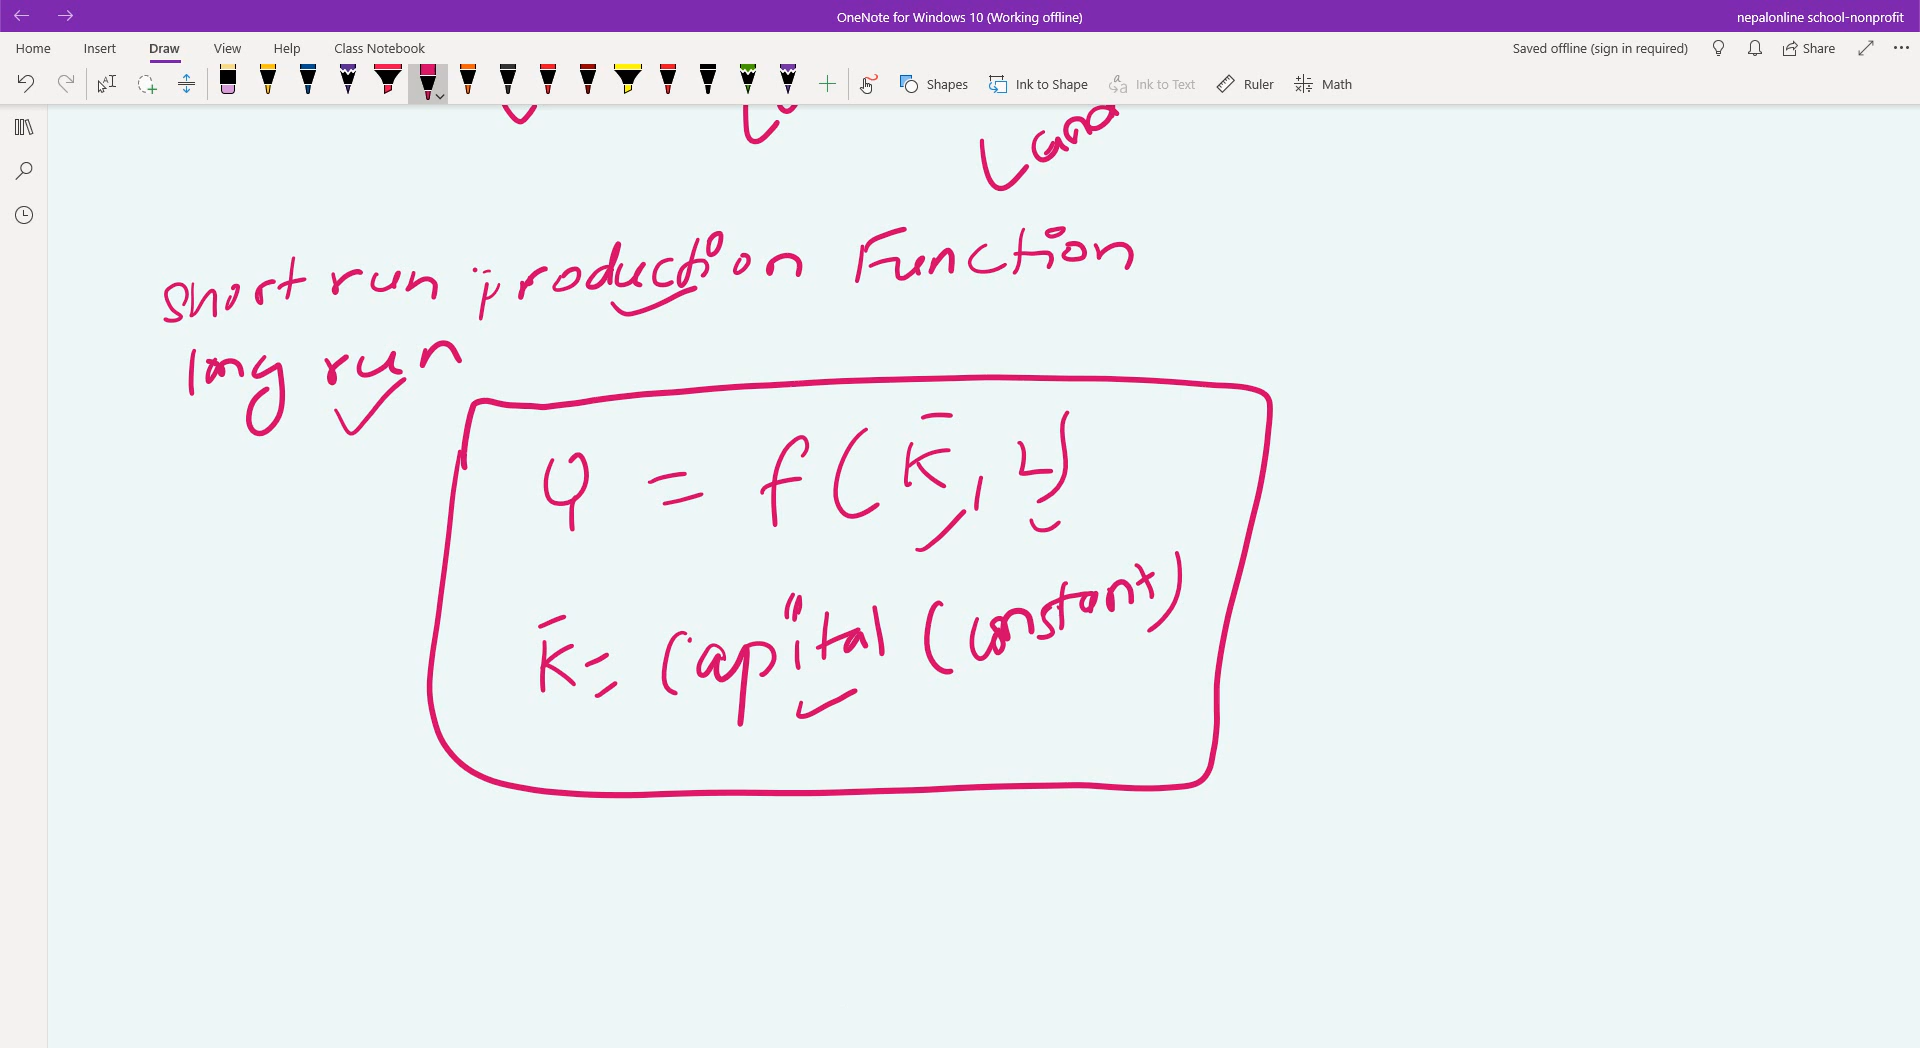 OneNote for Windows 10 (Working offline)
nepalonline school-nonprofit
Home Insert Draw View Help Class Notebook
Saved offline (sign in required) Share
Shapes Ink to Shape Ink to Text Ruler Math
Land
Short run production Function
long run
Q = f(K̄, L)
K̄ = Capital (Constant)